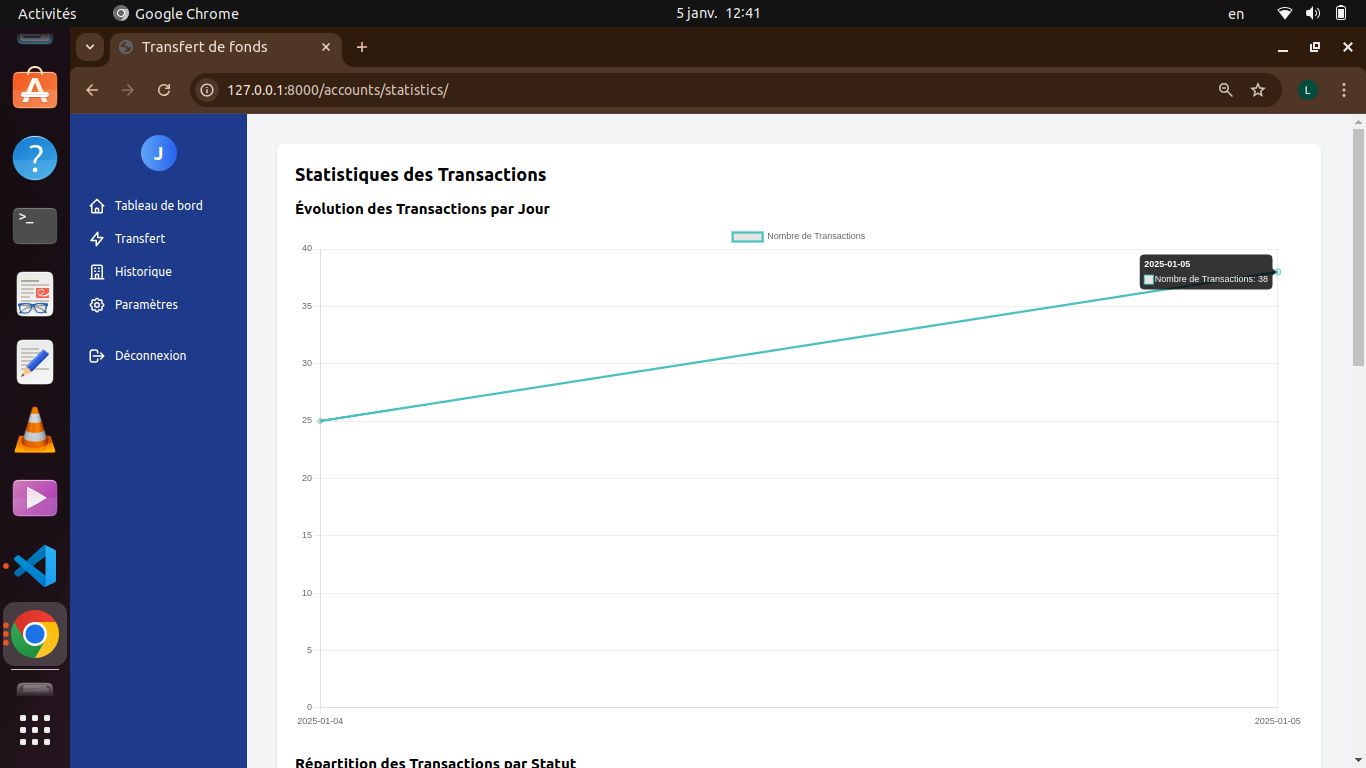 Activités
Google Chrome
5 janv. 12:41
en
Transfert de fonds
127.0.0.1:8000/accounts/statistics/
L
J
Tableau de bord
Transfert
Historique
Paramètres
Déconnexion
Statistiques des Transactions
Évolution des Transactions par Jour
Nombre de Transactions
40
35
30
25
20
15
10
5
0
2025-01-05
Nombre de Transactions: 38
2025-01-04
2025-01-05
Répartition des Transactions par Statut